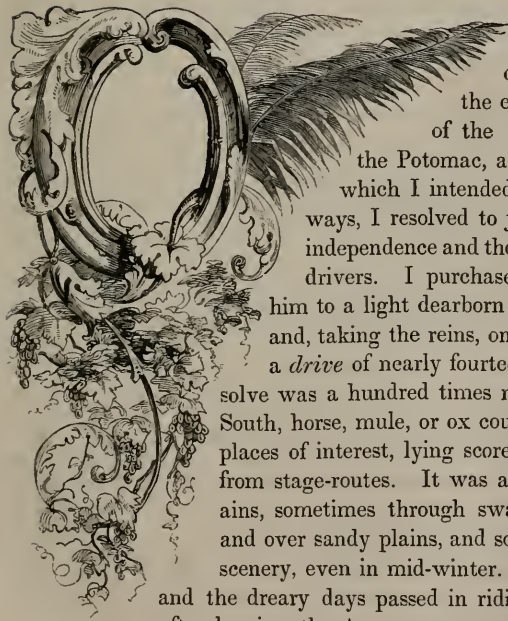 O
the e
of the
the Potomac, a
which I intended
ways, I resolved to j
independence and tho
drivers. I purchase
him to a light dearborn
and, taking the reins, on
a drive of nearly fourte
solve was a hundred times r
South, horse, mule, or ox cou
places of interest, lying score
from stage-routes. It was a
ains, sometimes through swa
and over sandy plains, and so
scenery, even in mid-winter.
and the dreary days passed in ridi